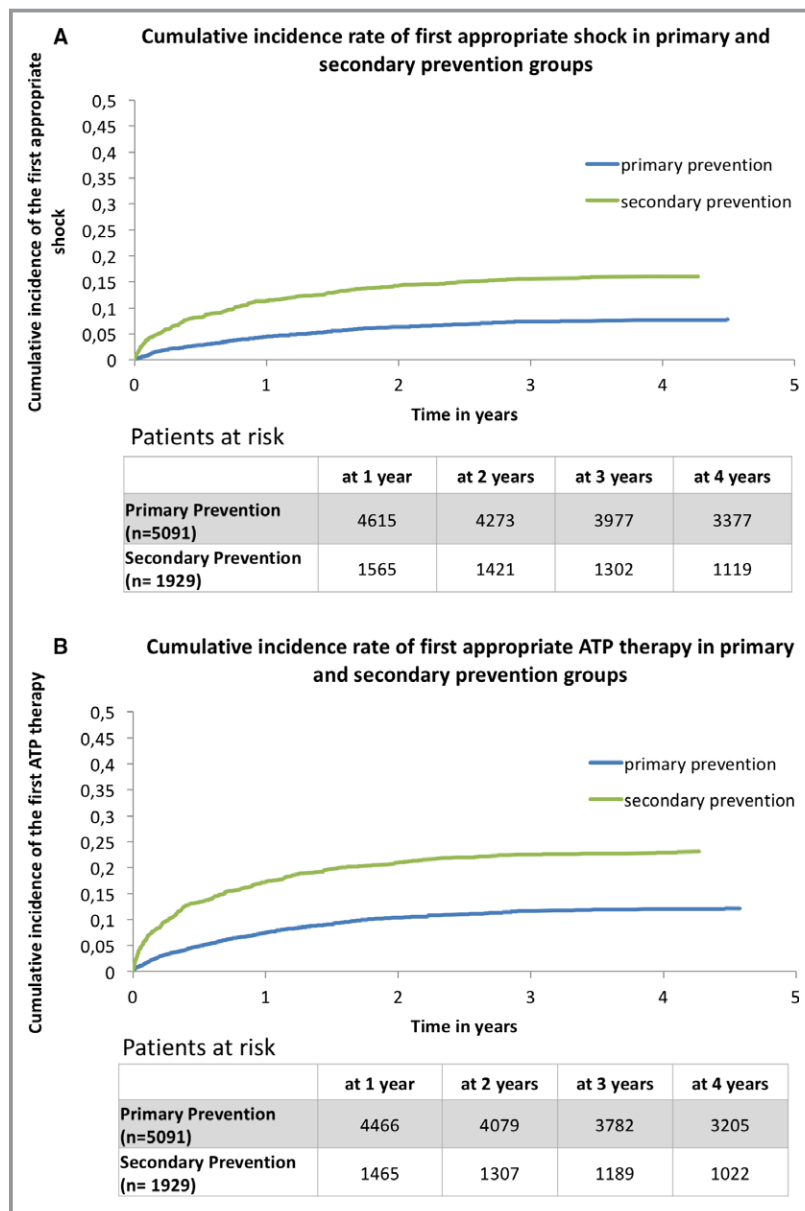 A
Cumulative incidence rate of first appropriate shock in primary and
secondary prevention groups
Cumulative incidence of the first appropriate
shock
0,5
0,45
0,4
0,35
0,3
0,25
0,2
0,15
0,1
0,05
0
primary prevention
secondary prevention
0 1 2 3 4 5
Time in years
Patients at risk
at 1 year at 2 years at 3 years at 4 years
Primary Prevention
(n=5091) 4615 4273 3977 3377
Secondary Prevention
(n= 1929) 1565 1421 1302 1119
B
Cumulative incidence rate of first appropriate ATP therapy in primary
and secondary prevention groups
Cumulative incidence of the first ATP therapy
0,5
0,45
0,4
0,35
0,3
0,25
0,2
0,15
0,1
0,05
0
primary prevention
secondary prevention
0 1 2 3 4 5
Time in years
Patients at risk
at 1 year at 2 years at 3 years at 4 years
Primary Prevention
(n=5091) 4466 4079 3782 3205
Secondary Prevention
(n= 1929) 1465 1307 1189 1022